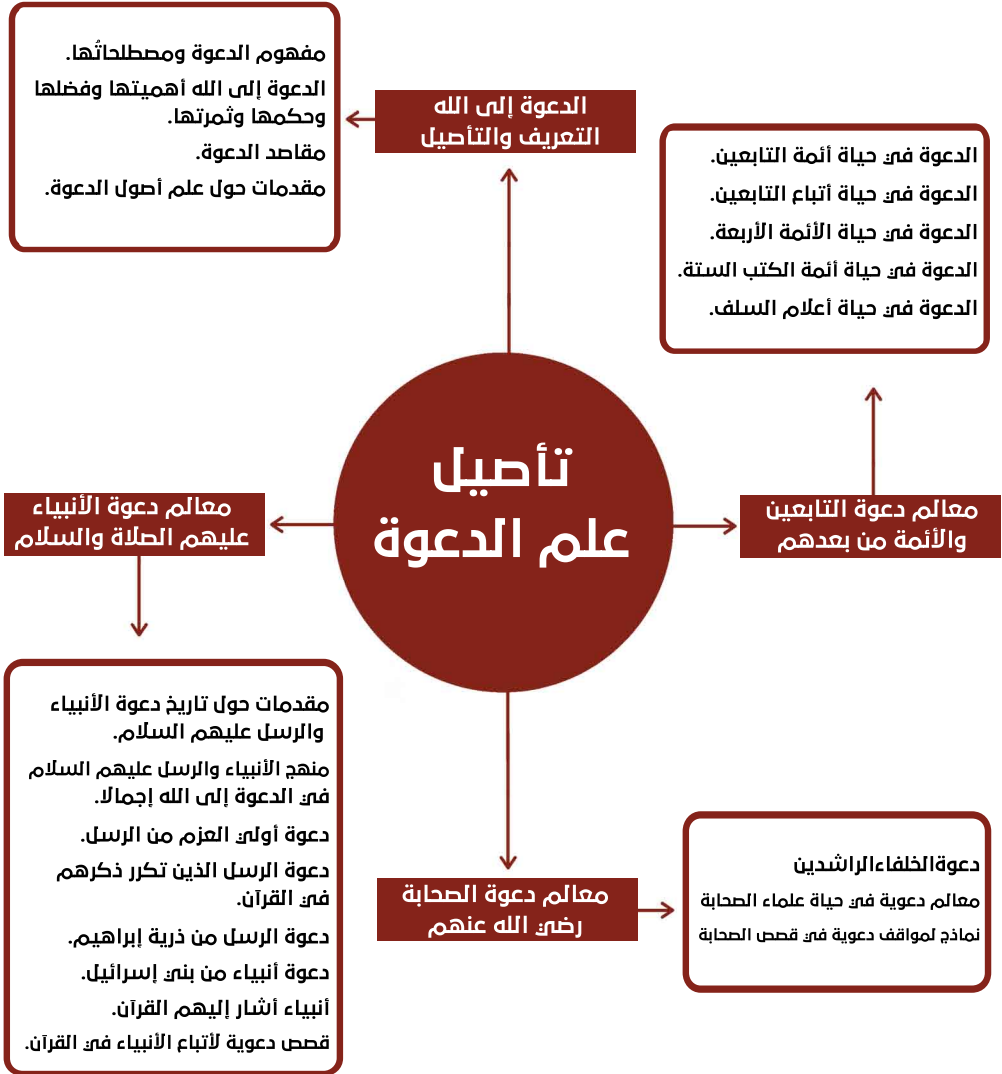 تأصيل
علم الدعوة
الدعوة إلى الله
التعريف والتأصيل
مفهوم الدعوة ومصطلحاتُها.
الدعوة إلى الله أهميتها وفضلها
وحكمها وثمرتها.
مقاصد الدعوة.
مقدمات حول علم أصول الدعوة.
معالم دعوة التابعين
والأئمة من بعدهم
الدعوة في حياة أئمة التابعين.
الدعوة في حياة أتباع التابعين.
الدعوة في حياة الأئمة الأربعة.
الدعوة في حياة أئمة الكتب الستة.
الدعوة في حياة أعلام السلف.
معالم دعوة الأنبياء
عليهم الصلاة والسلام
مقدمات حول تاريخ دعوة الأنبياء
والرسل عليهم السلام.
منهج الأنبياء والرسل عليهم السلام
في الدعوة إلى الله إجمالا.
دعوة أولي العزم من الرسل.
دعوة الرسل الذين تكرر ذكرهم
في القرآن.
دعوة الرسل من ذرية إبراهيم.
دعوة أنبياء من بني إسرائيل.
أنبياء أشار إليهم القرآن.
قصص دعوية لأتباع الأنبياء في القرآن.
معالم دعوة الصحابة
رضي الله عنهم
دعوةالخلفاءالراشدين
معالم دعوية في حياة علماء الصحابة
نماذج لمواقف دعوية في قصص الصحابة